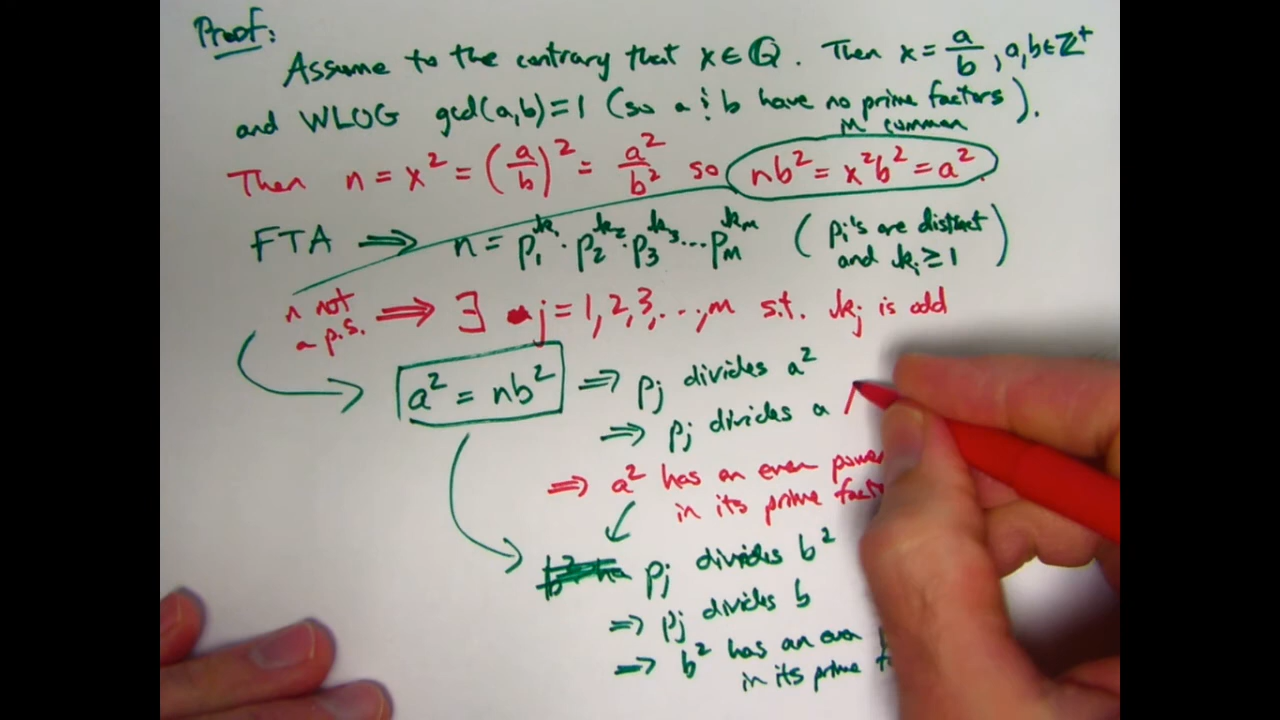 Proof:
Assume to the contrary that x ∈ ℚ. Then x = a/b, a,b ∈ ℤ⁺
and WLOG gcd(a,b)=1 (so a & b have no prime factors in common).
Then n = x² = (a/b)² = a²/b² so nb² = x²b² = a².
FTA ⟹ n = p₁^k₁ · p₂^k₂ · p₃^k₃ ... pₘ^kₘ (pᵢ's are distinct and kᵢ ≥ 1)
n not a p.s. ⟹ ∃ j = 1, 2, 3, ..., m s.t. kⱼ is odd
a² = nb² ⟹ pⱼ divides a²
⟹ pⱼ divides a
⟹ a² has an even power
in its prime
pⱼ divides b²
⟹ pⱼ divides b
⟹ b² has an even
in its prime